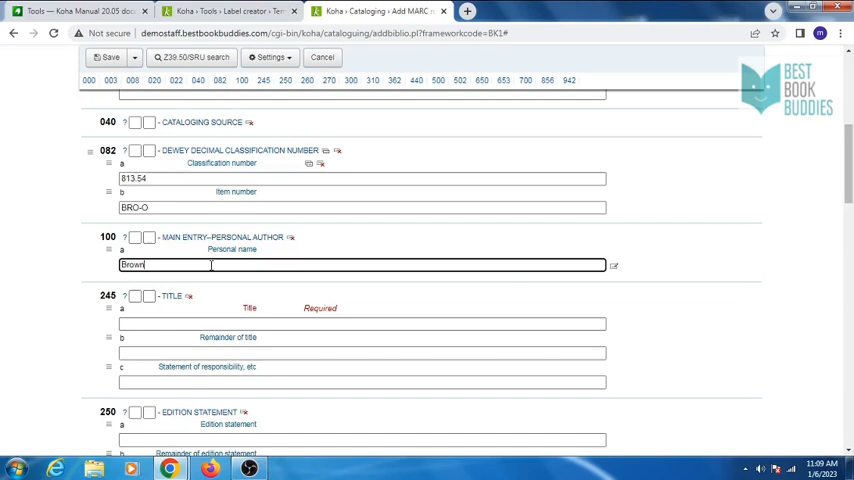 Tools — Koha Manual 20.05 docu
Koha › Tools › Label creator › Ten
Koha › Cataloging › Add MARC r
Not secure | demostaff.bestbookbuddies.com/cgi-bin/koha/cataloguing/addbiblio.pl?frameworkcode=BK1#
m
Save
Z39.50/SRU search
Settings
Cancel
000 003 008 020 022 040 082 100 245 250 260 300 310 362 440 500 502 650 700 856 942
BEST
BOOK
BUDDIES
040 ? - CATALOGING SOURCE
082 ? - DEWEY DECIMAL CLASSIFICATION NUMBER
a Classification number
813.54
b Item number
BRO-O
100 ? - MAIN ENTRY--PERSONAL AUTHOR
a Personal name
Brown
245 ? - TITLE
a Title Required
b Remainder of title
c Statement of responsibility, etc
250 ? - EDITION STATEMENT
a Edition statement
b Remainder of edition statement
11:09 AM
1/6/2023